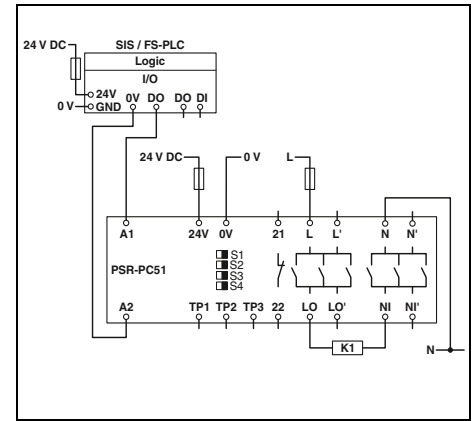 24 V DC SIS / FS-PLC
Logic
I/O
24V
0 V GND 0V DO DO DI
24 V DC 0 V L
A1 24V 0V 21 L L' N N'
S1
S2
PSR-PC51
S3
S4
A2 TP1 TP2 TP3 22 LO LO' NI NI'
K1
N